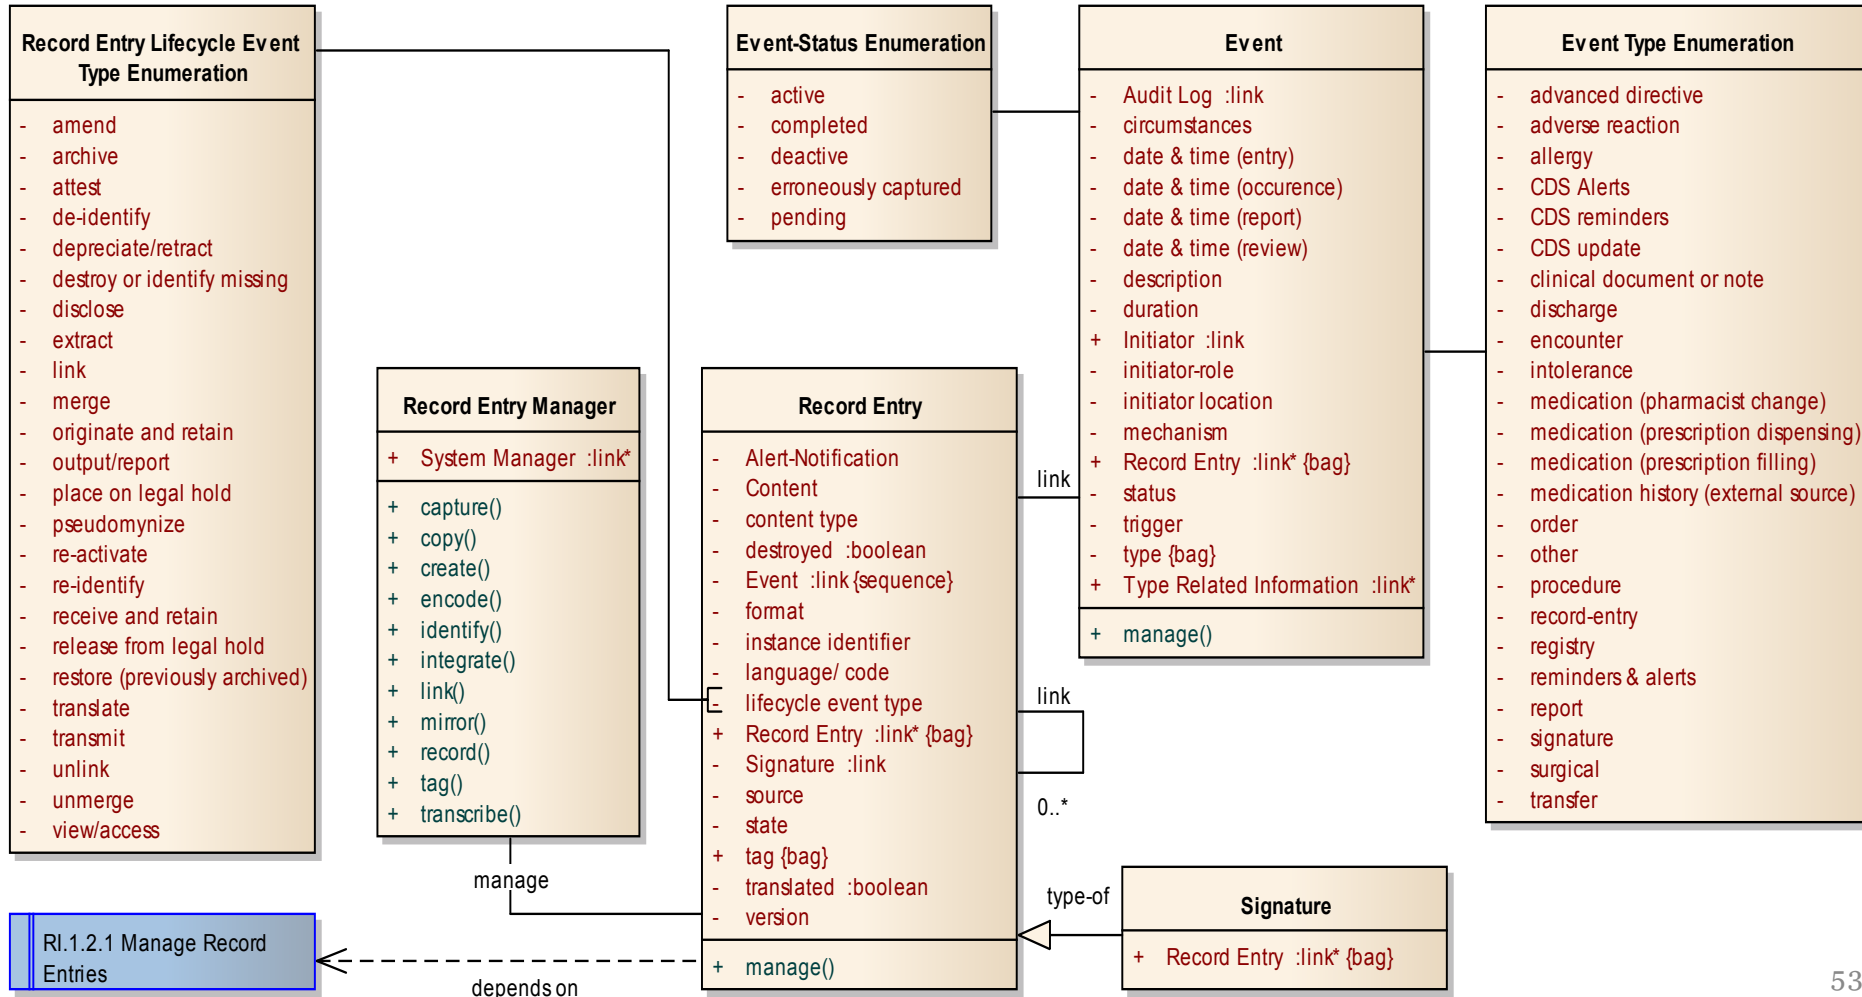 Record Entry Lifecycle Event
Type Enumeration
- amend
- archive
- attest
- de-identify
- depreciate/retract
- destroy or identify missing
- disclose
- extract
- link
- merge
- originate and retain
- output/report
- place on legal hold
- pseudomynize
- re-activate
- re-identify
- receive and retain
- release from legal hold
- restore (previously archived)
- translate
- transmit
- unlink
- unmerge
- view/access
Event-Status Enumeration
- active
- completed
- deactive
- erroneously captured
- pending
Event
- Audit Log :link
- circumstances
- date & time (entry)
- date & time (occurence)
- date & time (report)
- date & time (review)
- description
- duration
+ Initiator :link
- initiator-role
- initiator location
- mechanism
+ Record Entry :link* {bag}
- status
- trigger
- type {bag}
+ Type Related Information :link*
+ manage()
Event Type Enumeration
- advanced directive
- adverse reaction
- allergy
- CDS Alerts
- CDS reminders
- CDS update
- clinical document or note
- discharge
- encounter
- intolerance
- medication (pharmacist change)
- medication (prescription dispensing)
- medication (prescription filling)
- medication history (external source)
- order
- other
- procedure
- record-entry
- registry
- reminders & alerts
- report
- signature
- surgical
- transfer
Record Entry Manager
+ System Manager :link*
+ capture()
+ copy()
+ create()
+ encode()
+ identify()
+ integrate()
+ link()
+ mirror()
+ record()
+ tag()
+ transcribe()
manage
Record Entry
- Alert-Notification
- Content
- content type
- destroyed :boolean
- Event :link {sequence}
- format
- instance identifier
- language/ code
- lifecycle event type
+ Record Entry :link* {bag}
- Signature :link
- source
- state
+ tag {bag}
- translated :boolean
- version
+ manage()
link
link
0..*
type-of
Signature
+ Record Entry :link* {bag}
RI.1.2.1 Manage Record
Entries
depends on
53